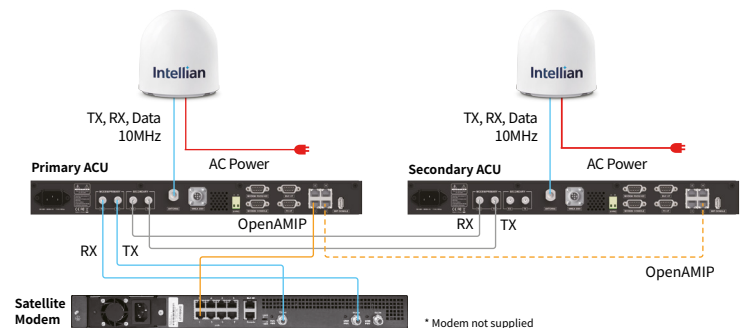 Intellian
Intellian
TX, RX, Data
10MHz
TX, RX, Data
10MHz
Primary ACU
AC Power
Secondary ACU
AC Power
OpenAMIP
RX
TX
RX
TX
OpenAMIP
Satellite
Modem
* Modem not supplied